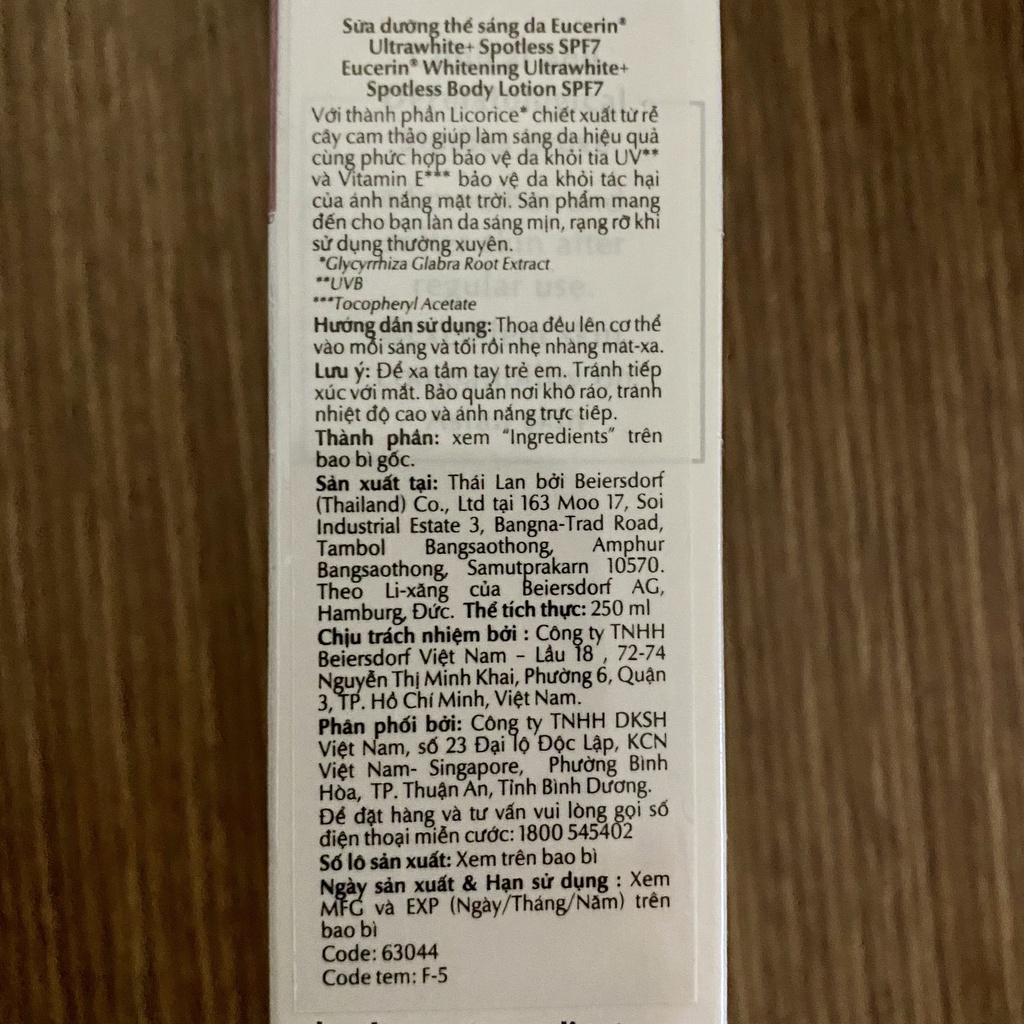 Sữa dưỡng thể sáng da Eucerin®
Ultrawhite+ Spotless SPF7
Eucerin® Whitening Ultrawhite+
Spotless Body Lotion SPF7
Với thành phần Licorice* chiết xuất từ rễ
cây cam thảo giúp làm sáng da hiệu quả
cùng phức hợp bảo vệ da khỏi tia UV**
và Vitamin E*** bảo vệ da khỏi tác hại
của ánh nắng mặt trời. Sản phẩm mang
đến cho bạn làn da sáng mịn, rạng rỡ khi
sử dụng thường xuyên.
*Glycyrrhiza Glabra Root Extract
**UVB
***Tocopheryl Acetate
regular use.
Hướng dẫn sử dụng: Thoa đều lên cơ thể
vào mỗi sáng và tối rồi nhẹ nhàng mát-xa.
Lưu ý: Để xa tầm tay trẻ em. Tránh tiếp
xúc với mắt. Bảo quản nơi khô ráo, tránh
nhiệt độ cao và ánh nắng trực tiếp.
Thành phần: xem "Ingredients" trên
bao bì gốc.
Sản xuất tại: Thái Lan bởi Beiersdorf
(Thailand) Co., Ltd tại 163 Moo 17, Soi
Industrial Estate 3, Bangna-Trad Road,
Tambol Bangsaothong, Amphur
Bangsaothong, Samutprakarn 10570.
Theo Li-xăng của Beiersdorf AG,
Hamburg, Đức. Thể tích thực: 250 ml
Chịu trách nhiệm bởi : Công ty TNHH
Beiersdorf Việt Nam – Lầu 18 , 72-74
Nguyễn Thị Minh Khai, Phường 6, Quận
3, TP. Hồ Chí Minh, Việt Nam.
Phân phối bởi: Công ty TNHH DKSH
Việt Nam, số 23 Đại lộ Độc Lập, KCN
Việt Nam- Singapore, Phường Bình
Hòa, TP. Thuận An, Tỉnh Bình Dương.
Để đặt hàng và tư vấn vui lòng gọi số
điện thoại miễn cước: 1800 545402
Số lô sản xuất: Xem trên bao bì
Ngày sản xuất & Hạn sử dụng : Xem
MFG và EXP (Ngày/Tháng/Năm) trên
bao bì
Code: 63044
Code tem: F-5